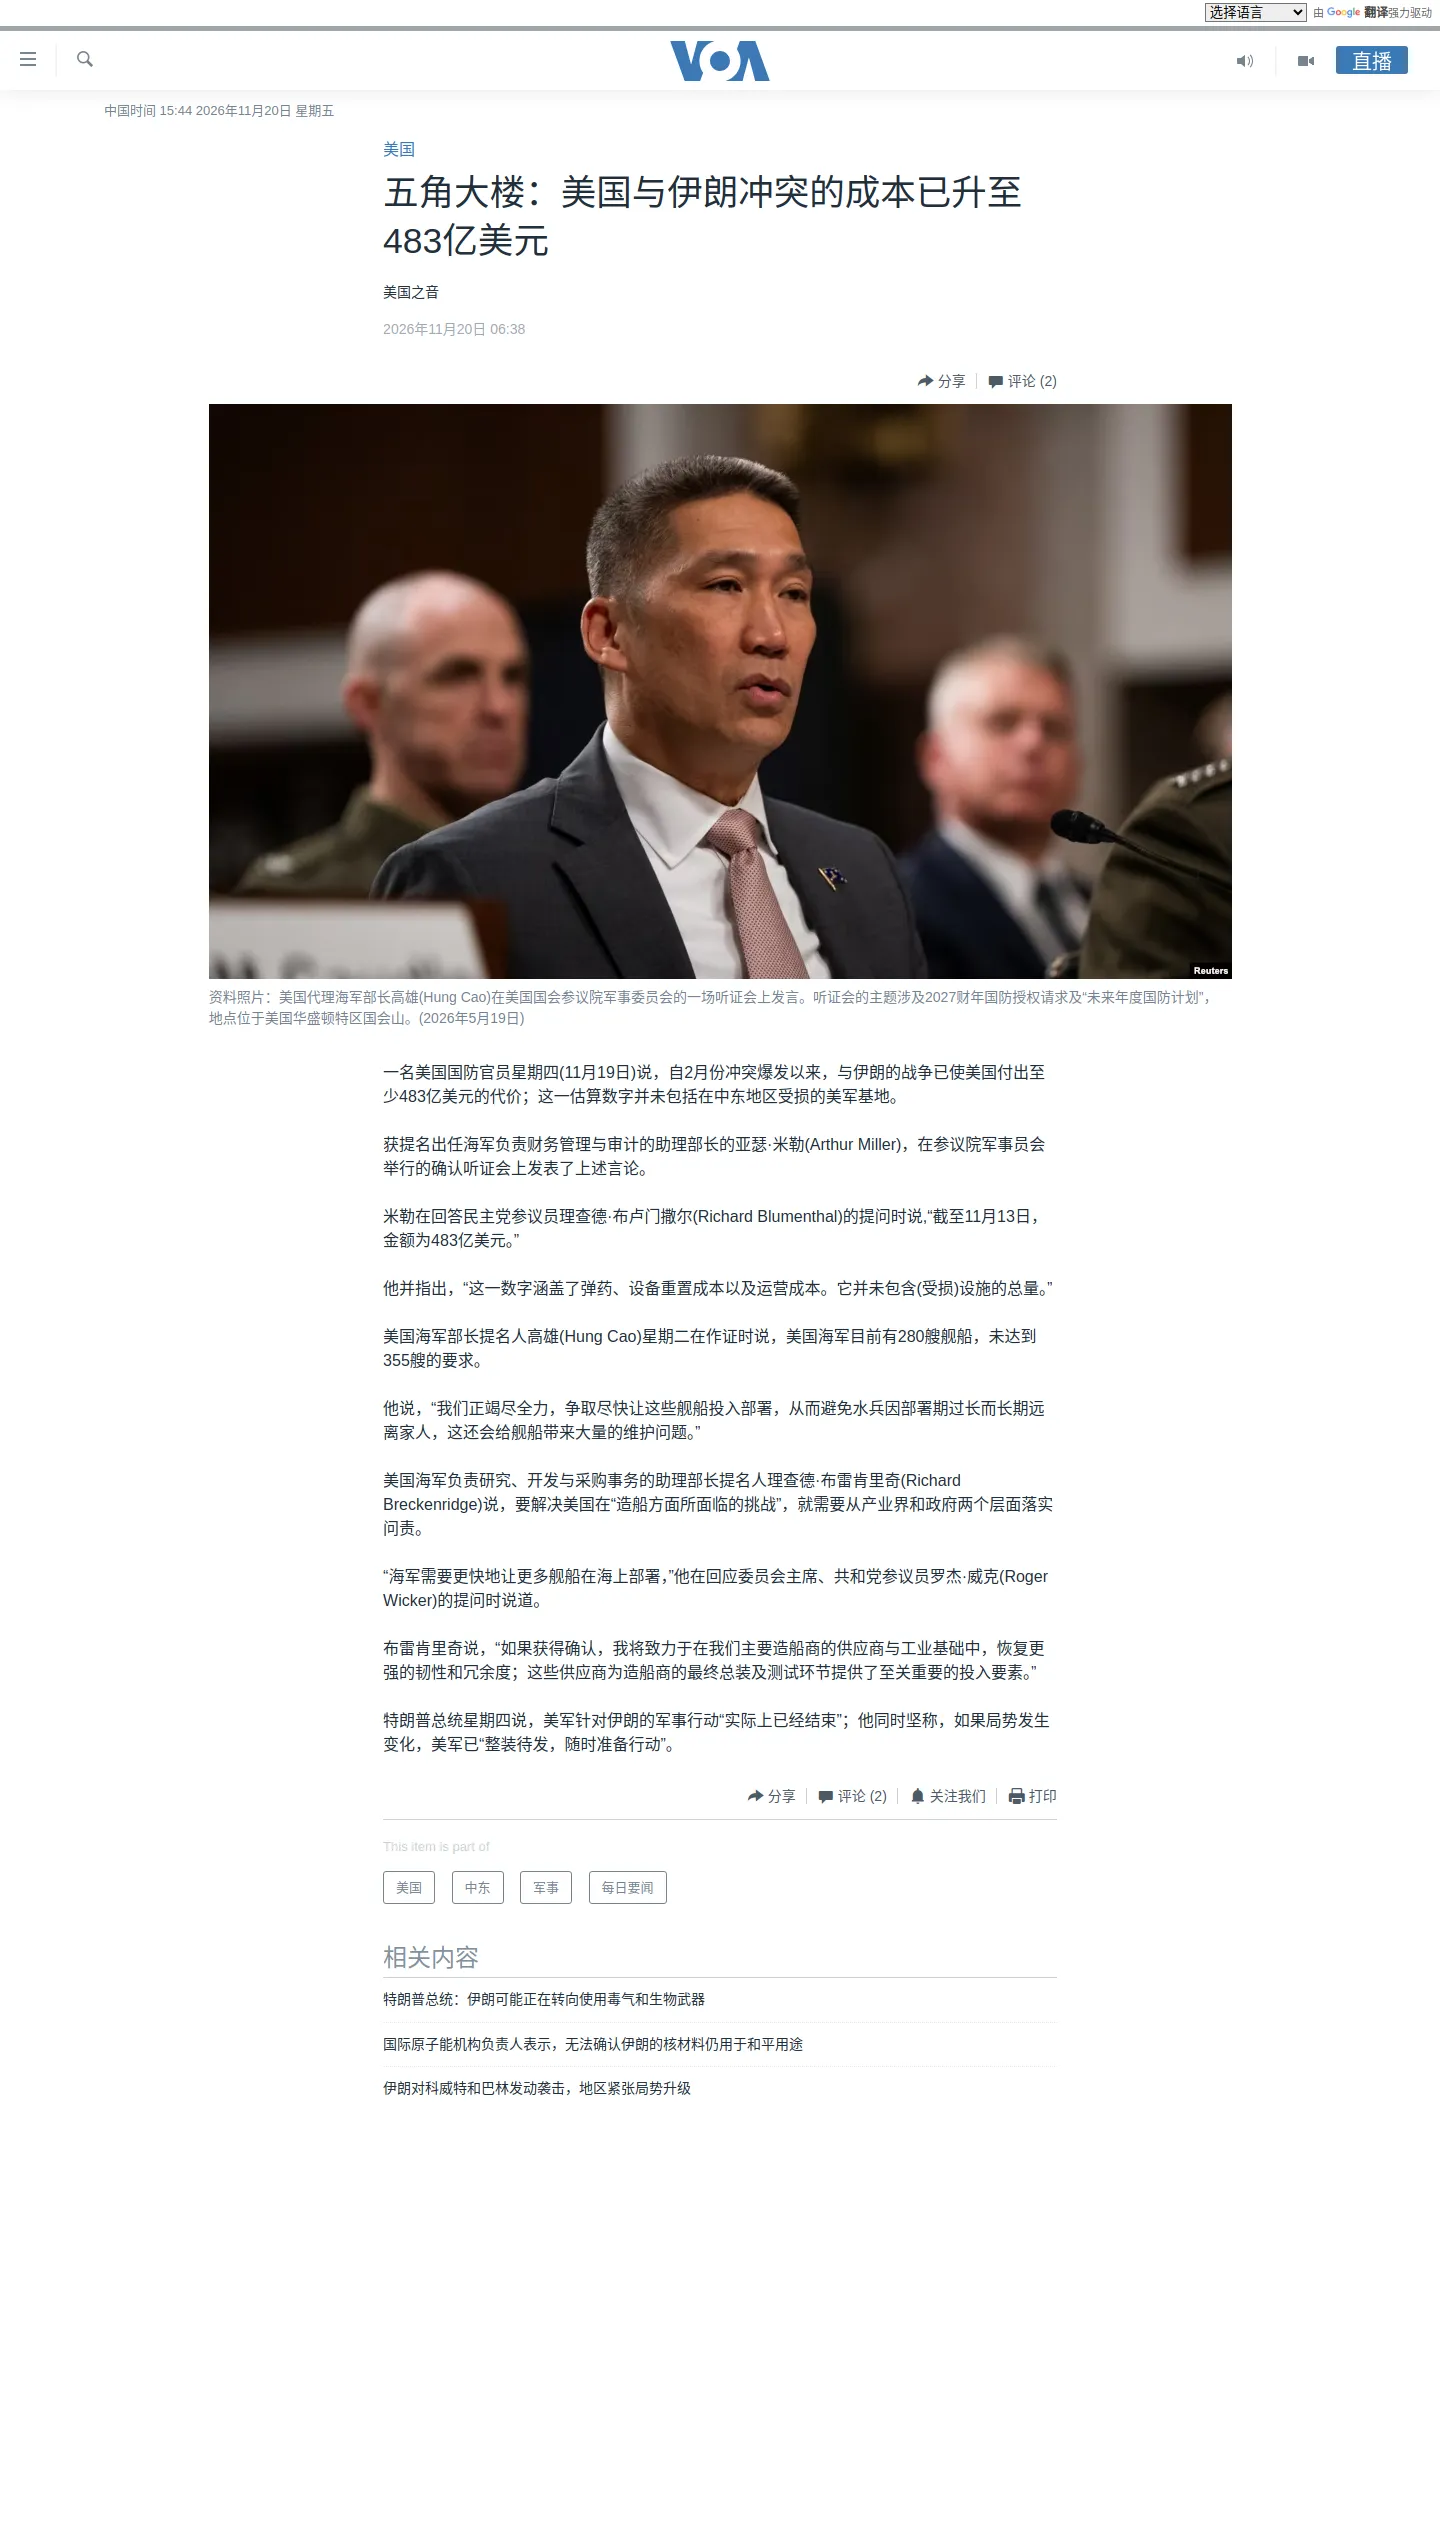 选择语言 由 Google 翻译强力驱动
VOA
直播
中国时间 15:44 2026年11月20日 星期五
美国
五角大楼：美国与伊朗冲突的成本已升至
483亿美元
美国之音
2026年11月20日 06:38
分享 评论 (2)
Reuters
资料照片：美国代理海军部长高雄(Hung Cao)在美国国会参议院军事委员会的一场听证会上发言。听证会的主题涉及2027财年国防授权请求及“未来年度国防计划”，
地点位于美国华盛顿特区国会山。(2026年5月19日)
一名美国国防官员星期四(11月19日)说，自2月份冲突爆发以来，与伊朗的战争已使美国付出至
少483亿美元的代价；这一估算数字并未包括在中东地区受损的美军基地。
获提名出任海军负责财务管理与审计的助理部长的亚瑟·米勒(Arthur Miller)，在参议院军事员会
举行的确认听证会上发表了上述言论。
米勒在回答民主党参议员理查德·布卢门撒尔(Richard Blumenthal)的提问时说,“截至11月13日，
金额为483亿美元。”
他并指出，“这一数字涵盖了弹药、设备重置成本以及运营成本。它并未包含(受损)设施的总量。”
美国海军部长提名人高雄(Hung Cao)星期二在作证时说，美国海军目前有280艘舰船，未达到
355艘的要求。
他说，“我们正竭尽全力，争取尽快让这些舰船投入部署，从而避免水兵因部署期过长而长期远
离家人，这还会给舰船带来大量的维护问题。”
美国海军负责研究、开发与采购事务的助理部长提名人理查德·布雷肯里奇(Richard
Breckenridge)说，要解决美国在“造船方面所面临的挑战”，就需要从产业界和政府两个层面落实
问责。
“海军需要更快地让更多舰船在海上部署，”他在回应委员会主席、共和党参议员罗杰·威克(Roger
Wicker)的提问时说道。
布雷肯里奇说，“如果获得确认，我将致力于在我们主要造船商的供应商与工业基础中，恢复更
强的韧性和冗余度；这些供应商为造船商的最终总装及测试环节提供了至关重要的投入要素。”
特朗普总统星期四说，美军针对伊朗的军事行动“实际上已经结束”；他同时坚称，如果局势发生
变化，美军已“整装待发，随时准备行动”。
分享 评论 (2) 关注我们 打印
This item is part of
美国 中东 军事 每日要闻
相关内容
特朗普总统：伊朗可能正在转向使用毒气和生物武器
国际原子能机构负责人表示，无法确认伊朗的核材料仍用于和平用途
伊朗对科威特和巴林发动袭击，地区紧张局势升级